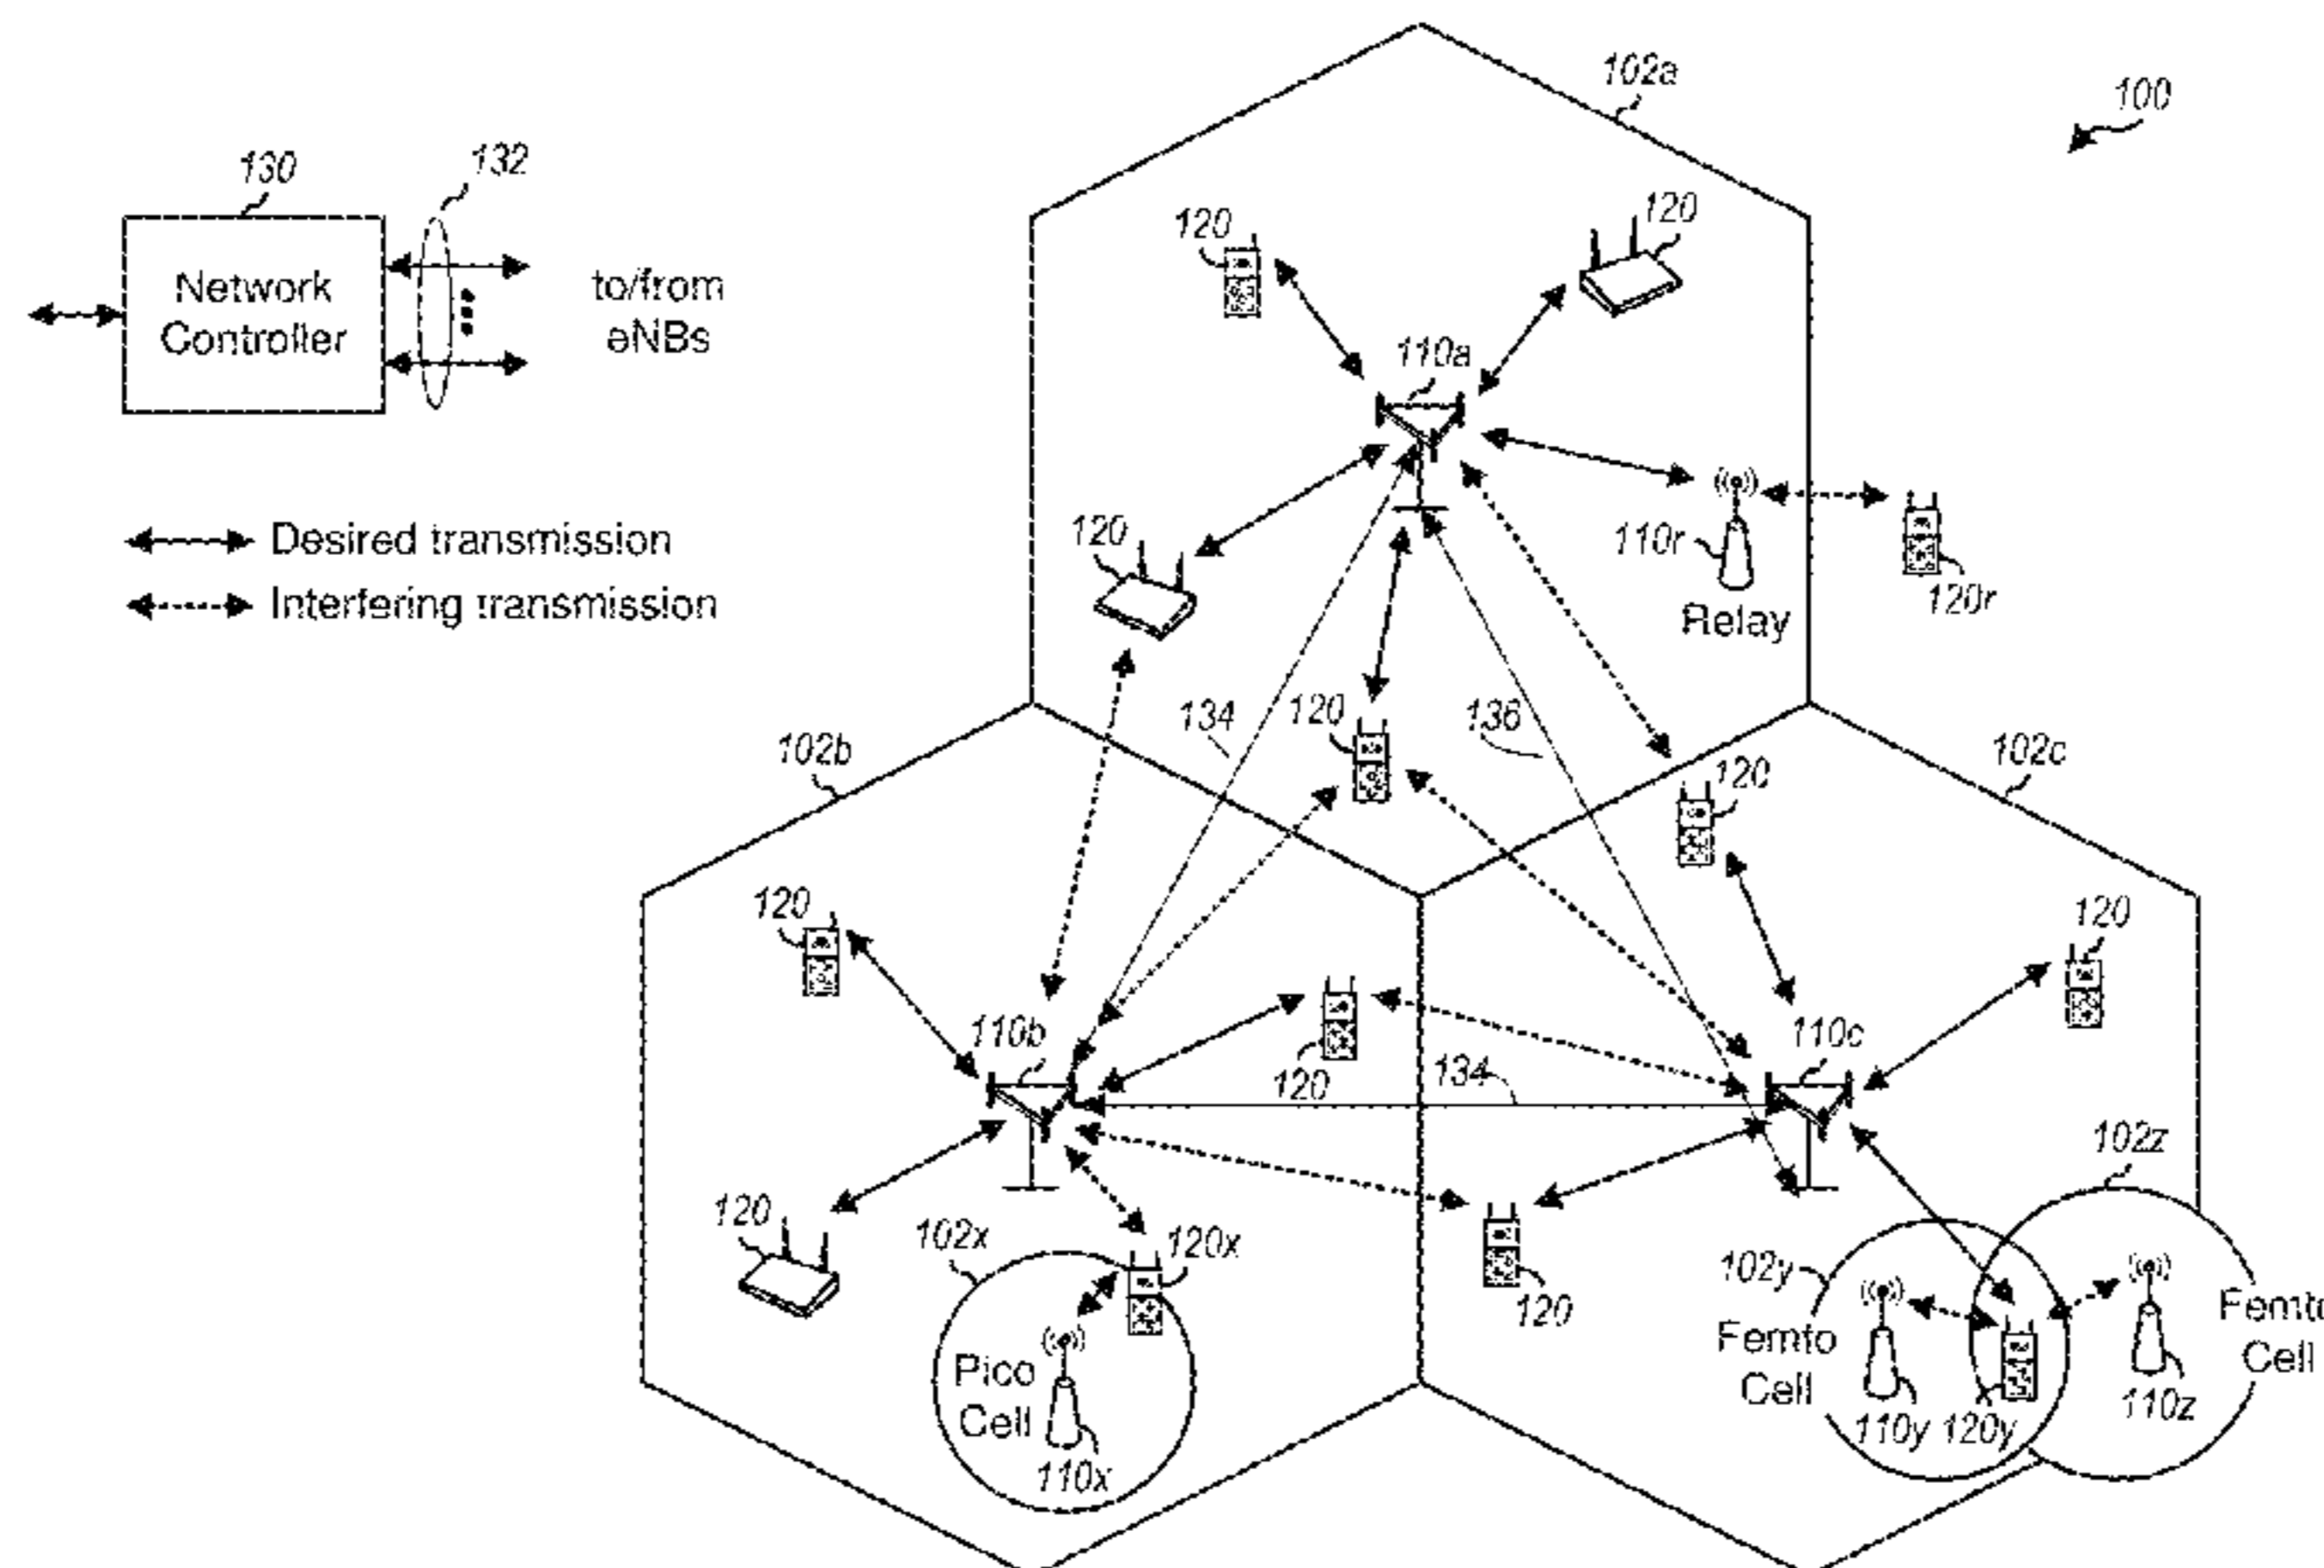 102a
100
130
132
Network
Controller
to/from
eNBs
120
120
110a
Desired transmission
Interfering transmission
120
110r
Relay
120r
134
120
136
102b
120
102c
120
120
110b
120
134
110c
102z
120
102x
120x
120
102y
Femto
Cell
Pico
Cell
110x
110y
120y
110z
Femto
Cell